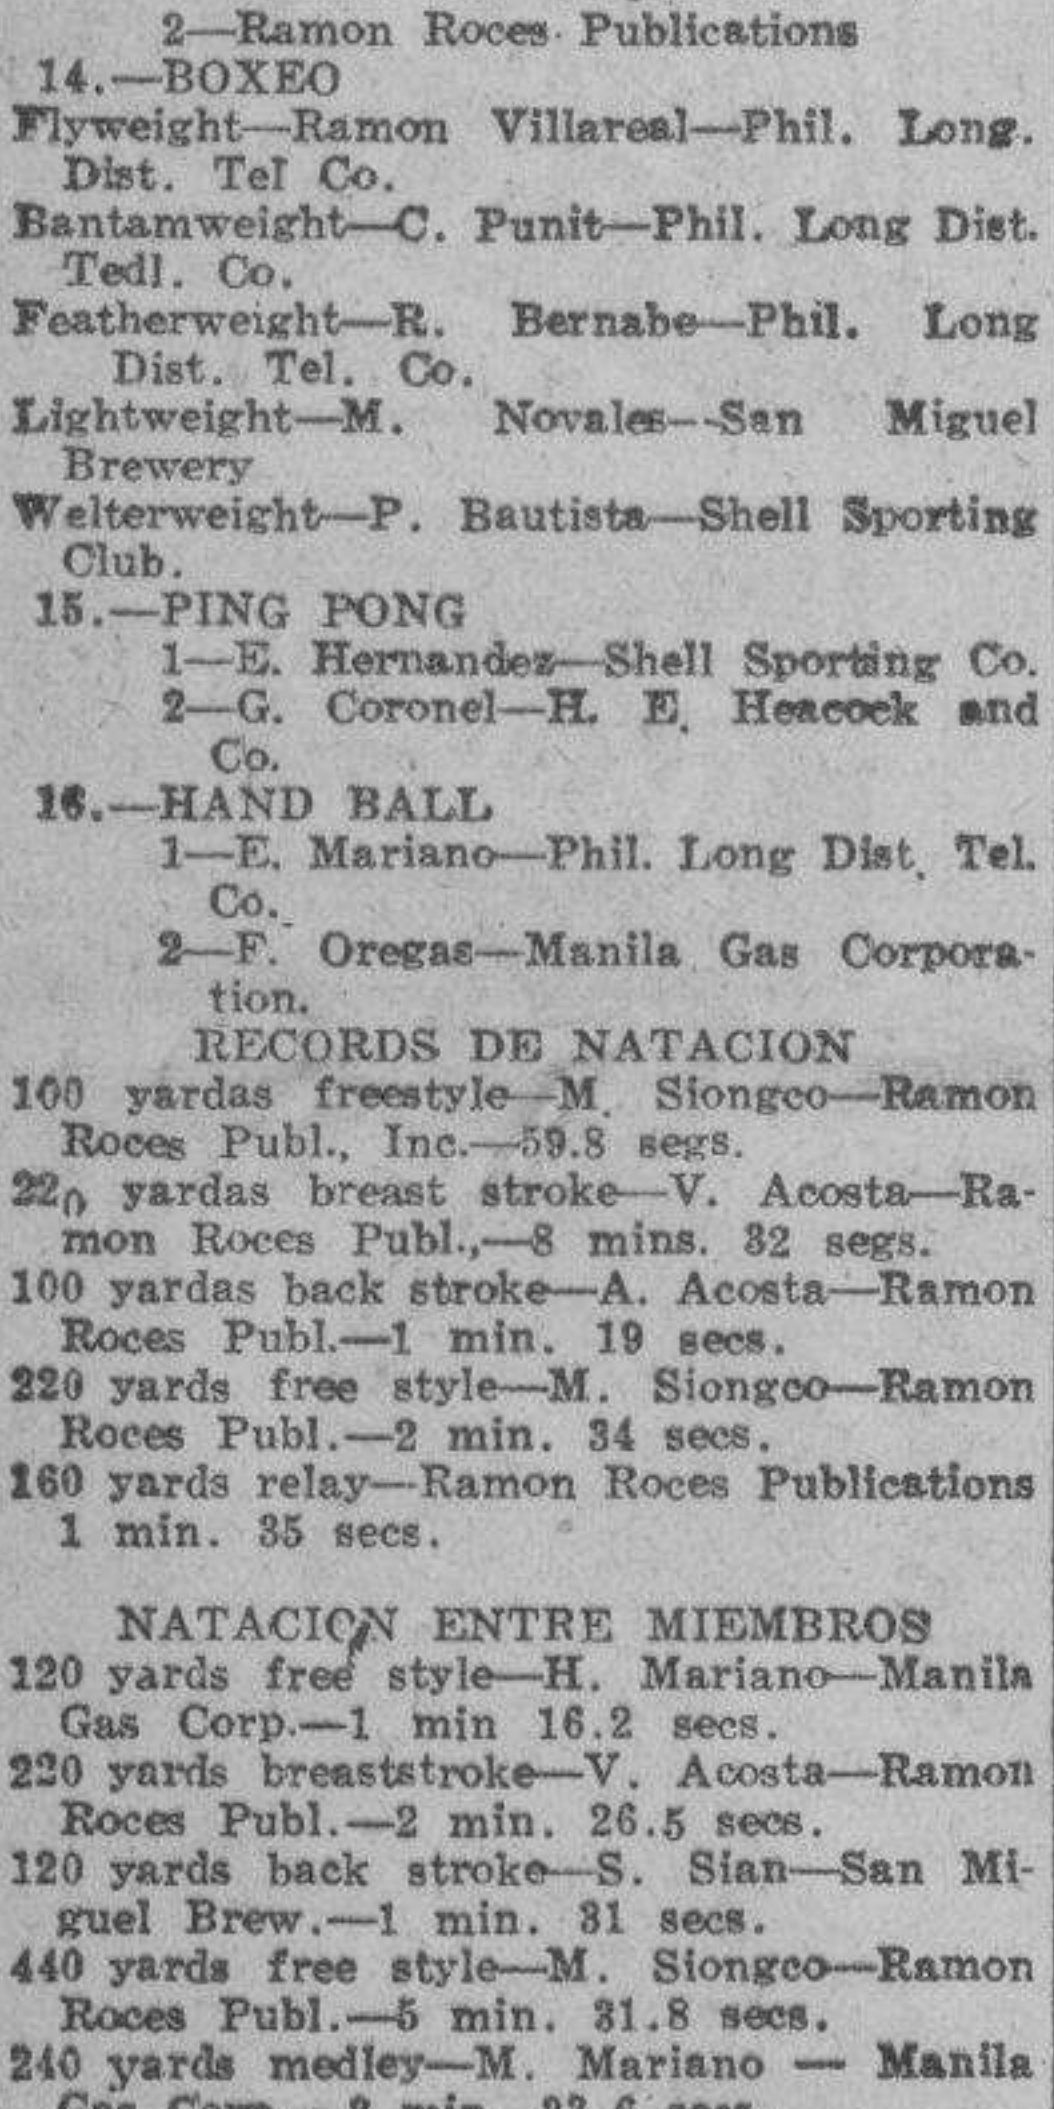 2—Ramon Roces Publications
14.—BOXEO
Flyweight—Ramon Villareal—Phil. Long.
Dist. Tel Co.
Bantamweight—C. Punit—Phil. Long Dist.
Tedl. Co.
Featherweight—R. Bernabe—Phil. Long
Dist. Tel. Co.
Lightweight—M. Novales--San Miguel
Brewery
Welterweight—P. Bautista—Shell Sporting
Club.
15.—PING PONG
1—E. Hernandez—Shell Sporting Co.
2—G. Coronel—H. E. Heacock and
Co.
16.—HAND BALL
1—E. Mariano—Phil. Long Dist. Tel.
Co.
2—F. Oregas—Manila Gas Corpora-
tion.
RECORDS DE NATACION
100 yardas freestyle—M. Siongco—Ramon
Roces Publ., Inc.—59.8 segs.
220 yardas breast stroke—V. Acosta—Ra-
mon Roces Publ.,—8 mins. 32 segs.
100 yardas back stroke—A. Acosta—Ramon
Roces Publ.—1 min. 19 secs.
220 yards free style—M. Siongco—Ramon
Roces Publ.—2 min. 34 secs.
160 yards relay—Ramon Roces Publications
1 min. 35 secs.
NATACION ENTRE MIEMBROS
120 yards free style—H. Mariano—Manila
Gas Corp.—1 min 16.2 secs.
220 yards breaststroke—V. Acosta—Ramon
Roces Publ.—2 min. 26.5 secs.
120 yards back stroke—S. Sian—San Mi-
guel Brew.—1 min. 31 secs.
440 yards free style—M. Siongco—Ramon
Roces Publ.—5 min. 31.8 secs.
240 yards medley—M. Mariano — Manila